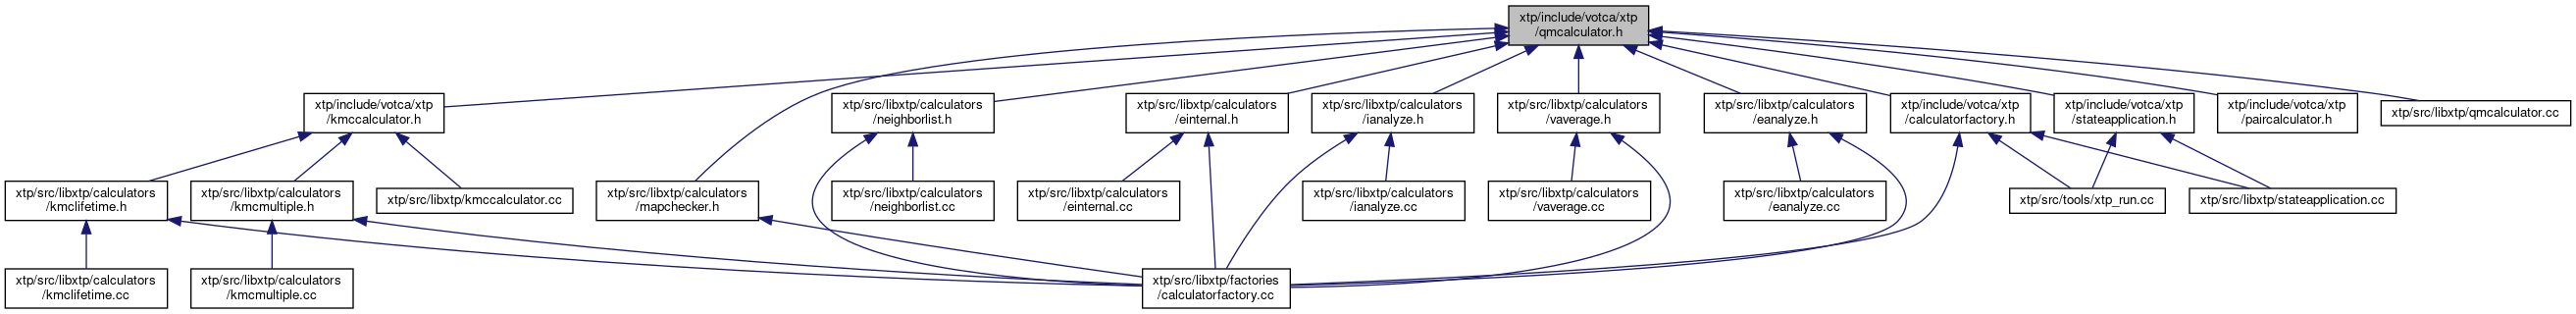 xtp/include/votca/xtp
/qmcalculator.h
xtp/include/votca/xtp
/kmccalculator.h
xtp/src/libxtp/calculators
/neighborlist.h
xtp/src/libxtp/calculators
/einternal.h
xtp/src/libxtp/calculators
/ianalyze.h
xtp/src/libxtp/calculators
/vaverage.h
xtp/src/libxtp/calculators
/eanalyze.h
xtp/include/votca/xtp
/calculatorfactory.h
xtp/include/votca/xtp
/stateapplication.h
xtp/include/votca/xtp
/paircalculator.h
xtp/src/libxtp/qmcalculator.cc
xtp/src/libxtp/calculators
/kmclifetime.h
xtp/src/libxtp/calculators
/kmcmultiple.h
xtp/src/libxtp/kmccalculator.cc
xtp/src/libxtp/calculators
/mapchecker.h
xtp/src/libxtp/calculators
/neighborlist.cc
xtp/src/libxtp/calculators
/einternal.cc
xtp/src/libxtp/calculators
/ianalyze.cc
xtp/src/libxtp/calculators
/vaverage.cc
xtp/src/libxtp/calculators
/eanalyze.cc
xtp/src/tools/xtp_run.cc
xtp/src/libxtp/stateapplication.cc
xtp/src/libxtp/calculators
/kmclifetime.cc
xtp/src/libxtp/calculators
/kmcmultiple.cc
xtp/src/libxtp/factories
/calculatorfactory.cc